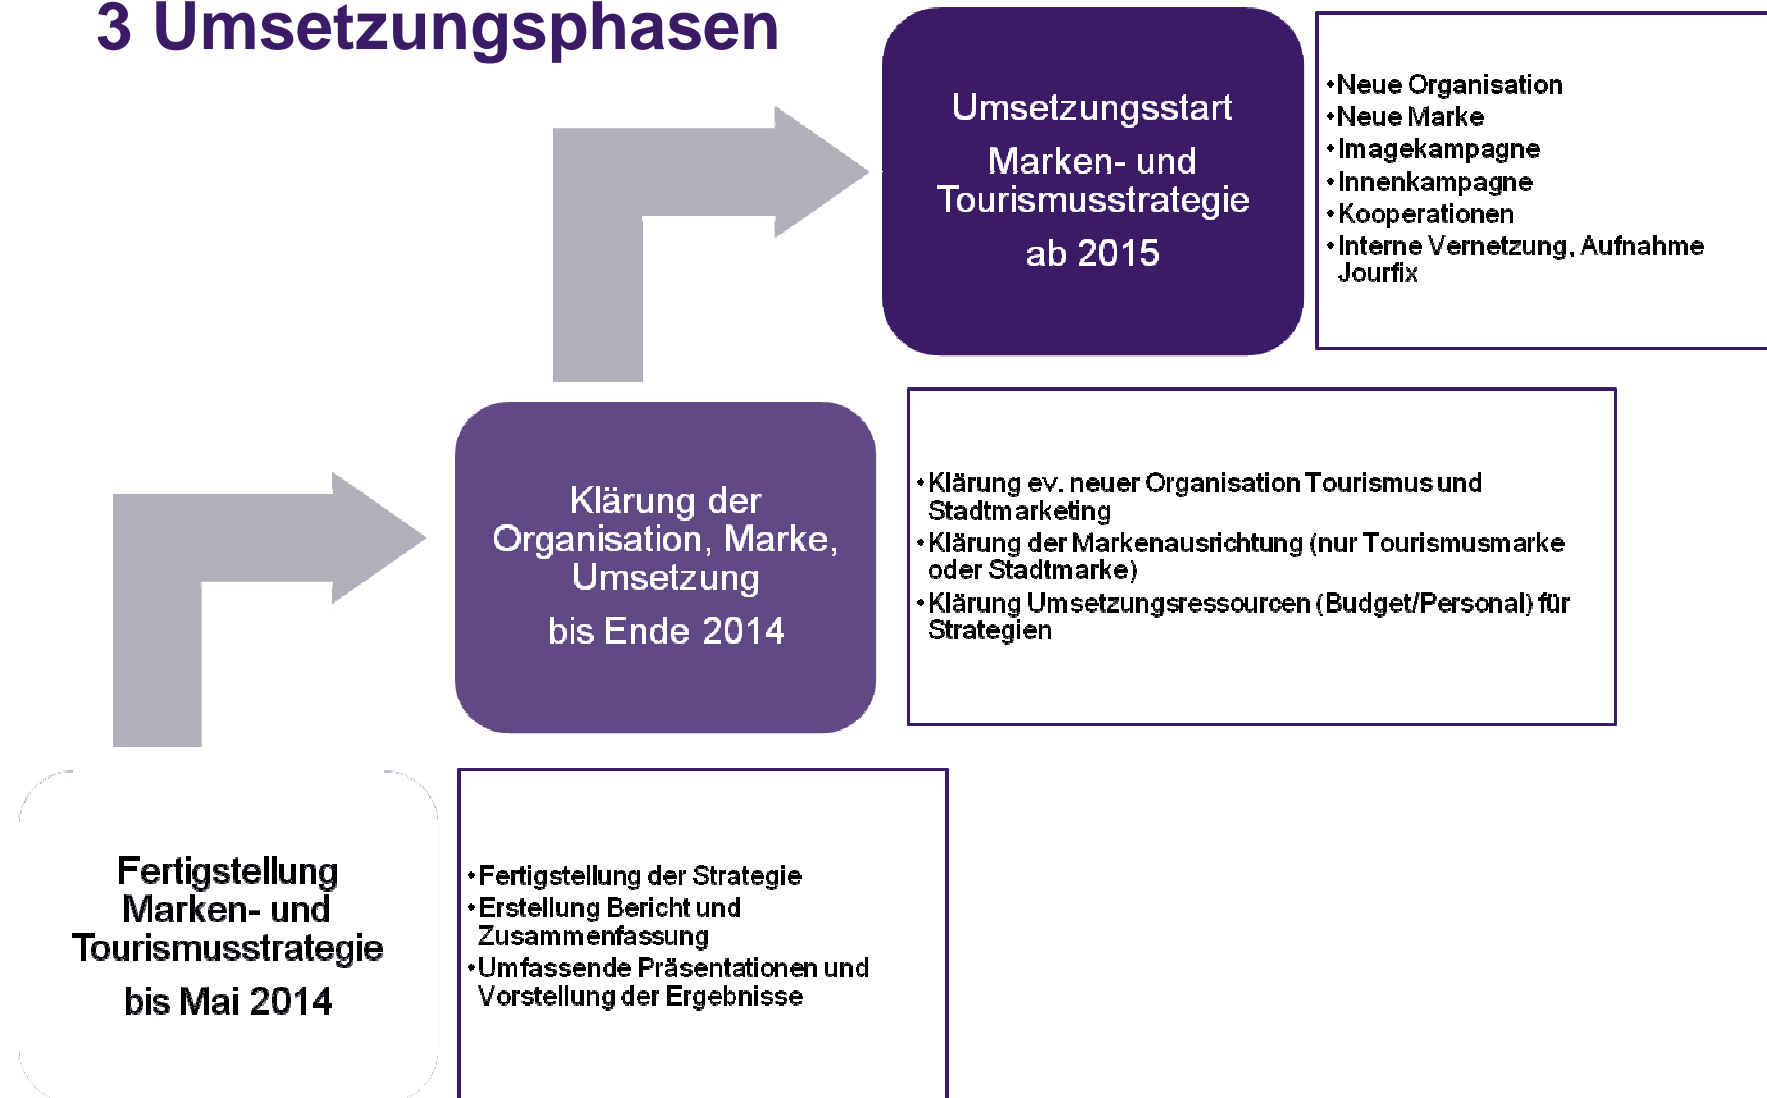 3 Umsetzungsphasen
Umsetzungsstart
Marken- und
Tourismusstrategie
ab 2015
•Neue Organisation
•Neue Marke
•Imagekampagne
•Innenkampagne
•Kooperationen
•Interne Vernetzung, Aufnahme
Jourfix
Klärung der
Organisation, Marke,
Umsetzung
bis Ende 2014
•Klärung ev. neuer Organisation Tourismus und
Stadtmarketing
•Klärung der Markenausrichtung (nur Tourismusmarke
oder Stadtmarke)
•Klärung Umsetzungsressourcen (Budget/Personal) für
Strategien
Fertigstellung
Marken- und
Tourismusstrategie
bis Mai 2014
•Fertigstellung der Strategie
•Erstellung Bericht und
Zusammenfassung
•Umfassende Präsentationen und
Vorstellung der Ergebnisse